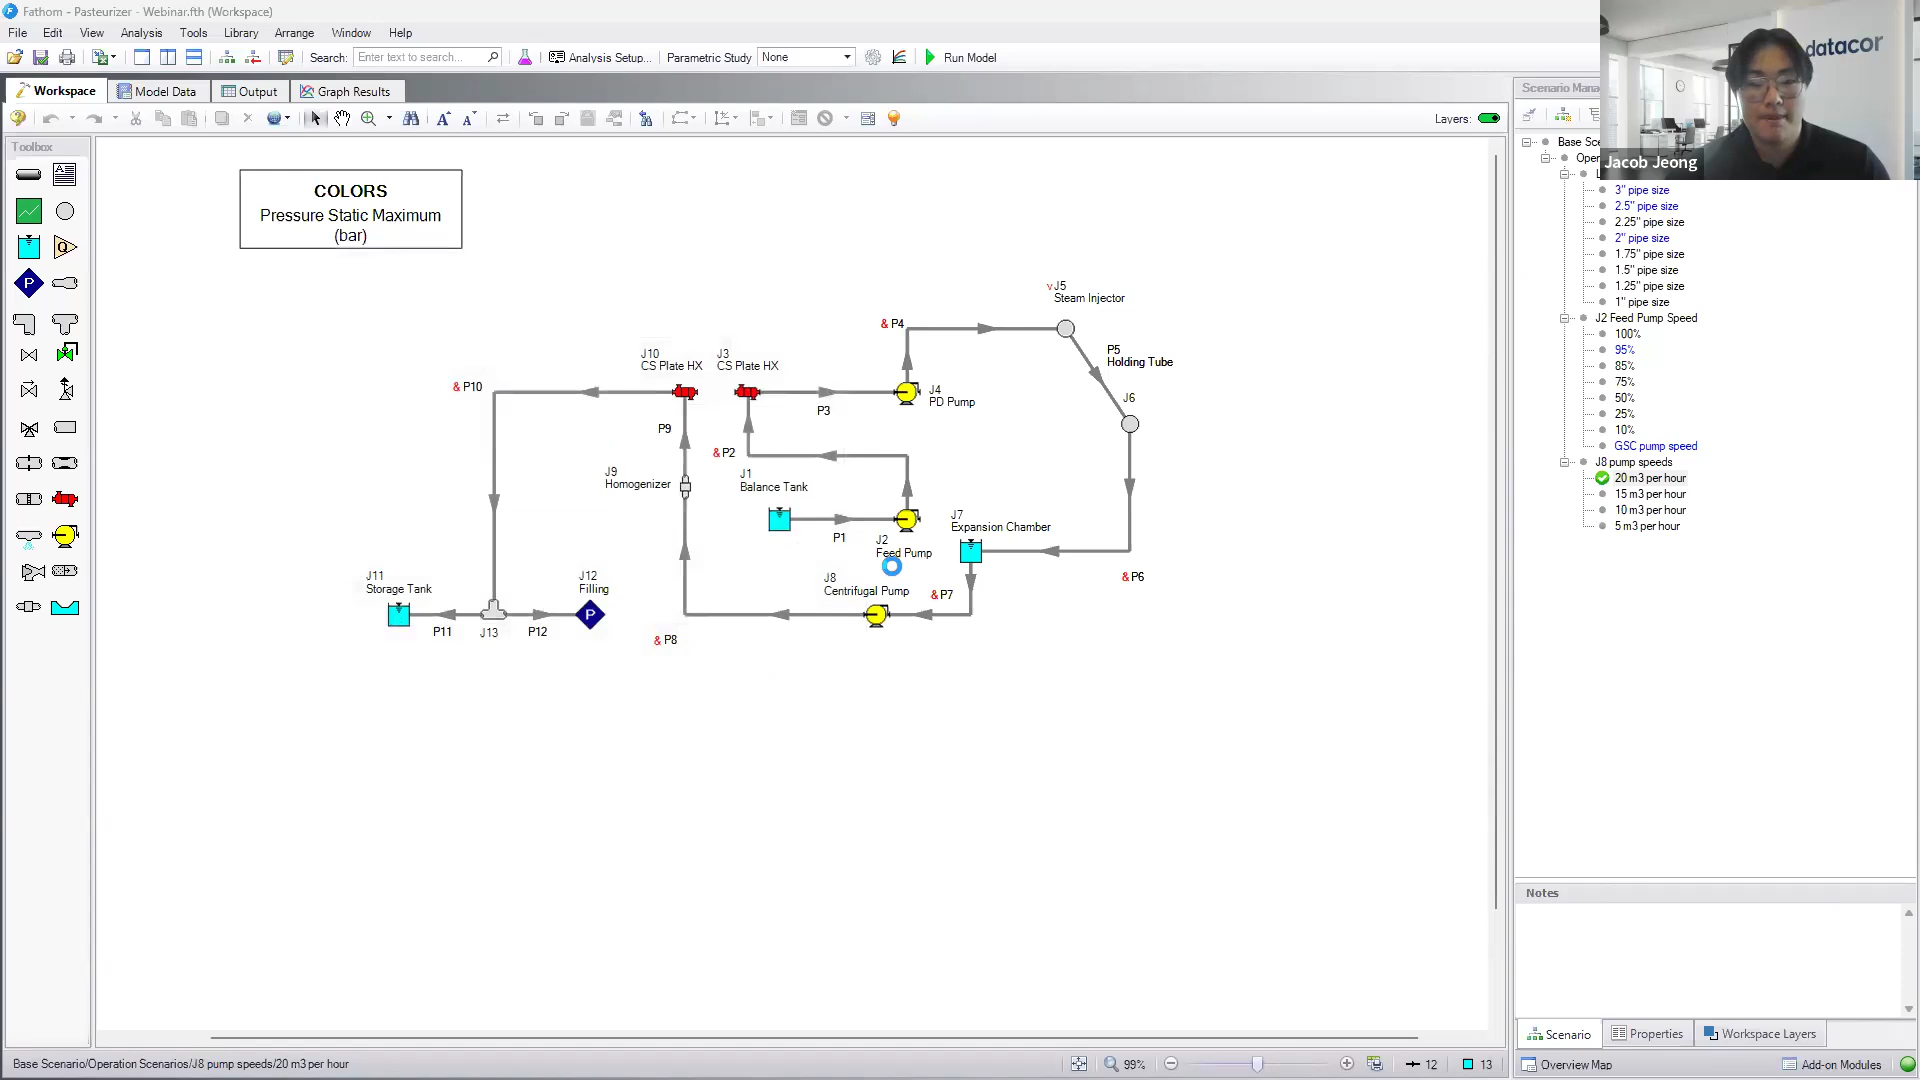 Fathom - Pasteurizer - Webinar.fth (Workspace)
File Edit View Analysis Tools Library Arrange Window Help
Search: Enter text to search... Analysis Setup... Parametric Study None Run Model
Workspace Model Data Output Graph Results
Layers:
Toolbox
COLORS
Pressure Static Maximum
(bar)
v J5
Steam Injector
& P4
P5
Holding Tube
J10
CS Plate HX
J3
CS Plate HX
& P10
J4
PD Pump
P3
J6
P9
& P2
J9
Homogenizer
J1
Balance Tank
P1
J2
Feed Pump
J7
Expansion Chamber
& P6
J8
Centrifugal Pump
& P7
J11
Storage Tank
J12
Filling
P
P11
J13
P12
& P8
Q
P
datacor
Jacob Jeong
Scenario Mana
Base Sce
Oper
L
3" pipe size
2.5" pipe size
2.25" pipe size
2" pipe size
1.75" pipe size
1.5" pipe size
1.25" pipe size
1" pipe size
J2 Feed Pump Speed
100%
95%
85%
75%
50%
25%
10%
GSC pump speed
J8 pump speeds
20 m3 per hour
15 m3 per hour
10 m3 per hour
5 m3 per hour
Notes
Scenario Properties Workspace Layers
Base Scenario/Operation Scenarios/J8 pump speeds/20 m3 per hour
99% 12 13
Overview Map Add-on Modules